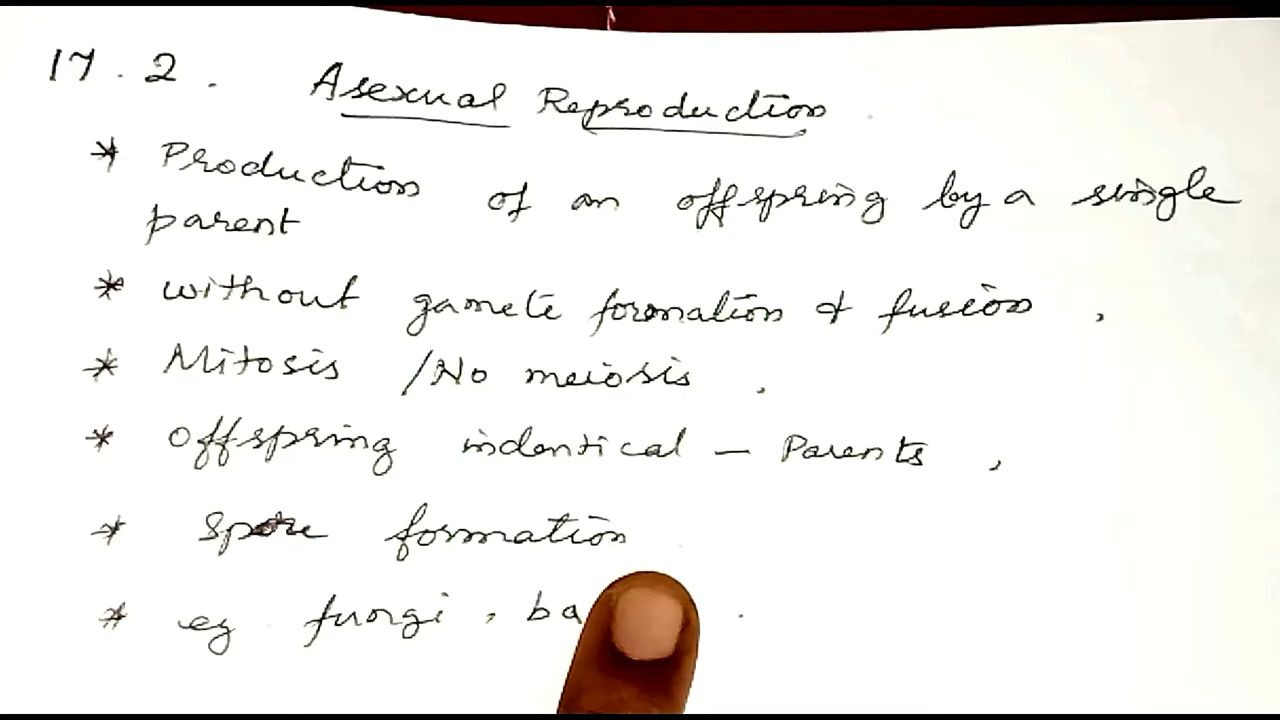 17.2. Asexual Reproduction
* Production of an offspring by a single
parent
* without gamete formation & fusion,
* Mitosis / No meiosis.
* Offspring indentical - Parents,
* Spore formation
* eg fungi, ba